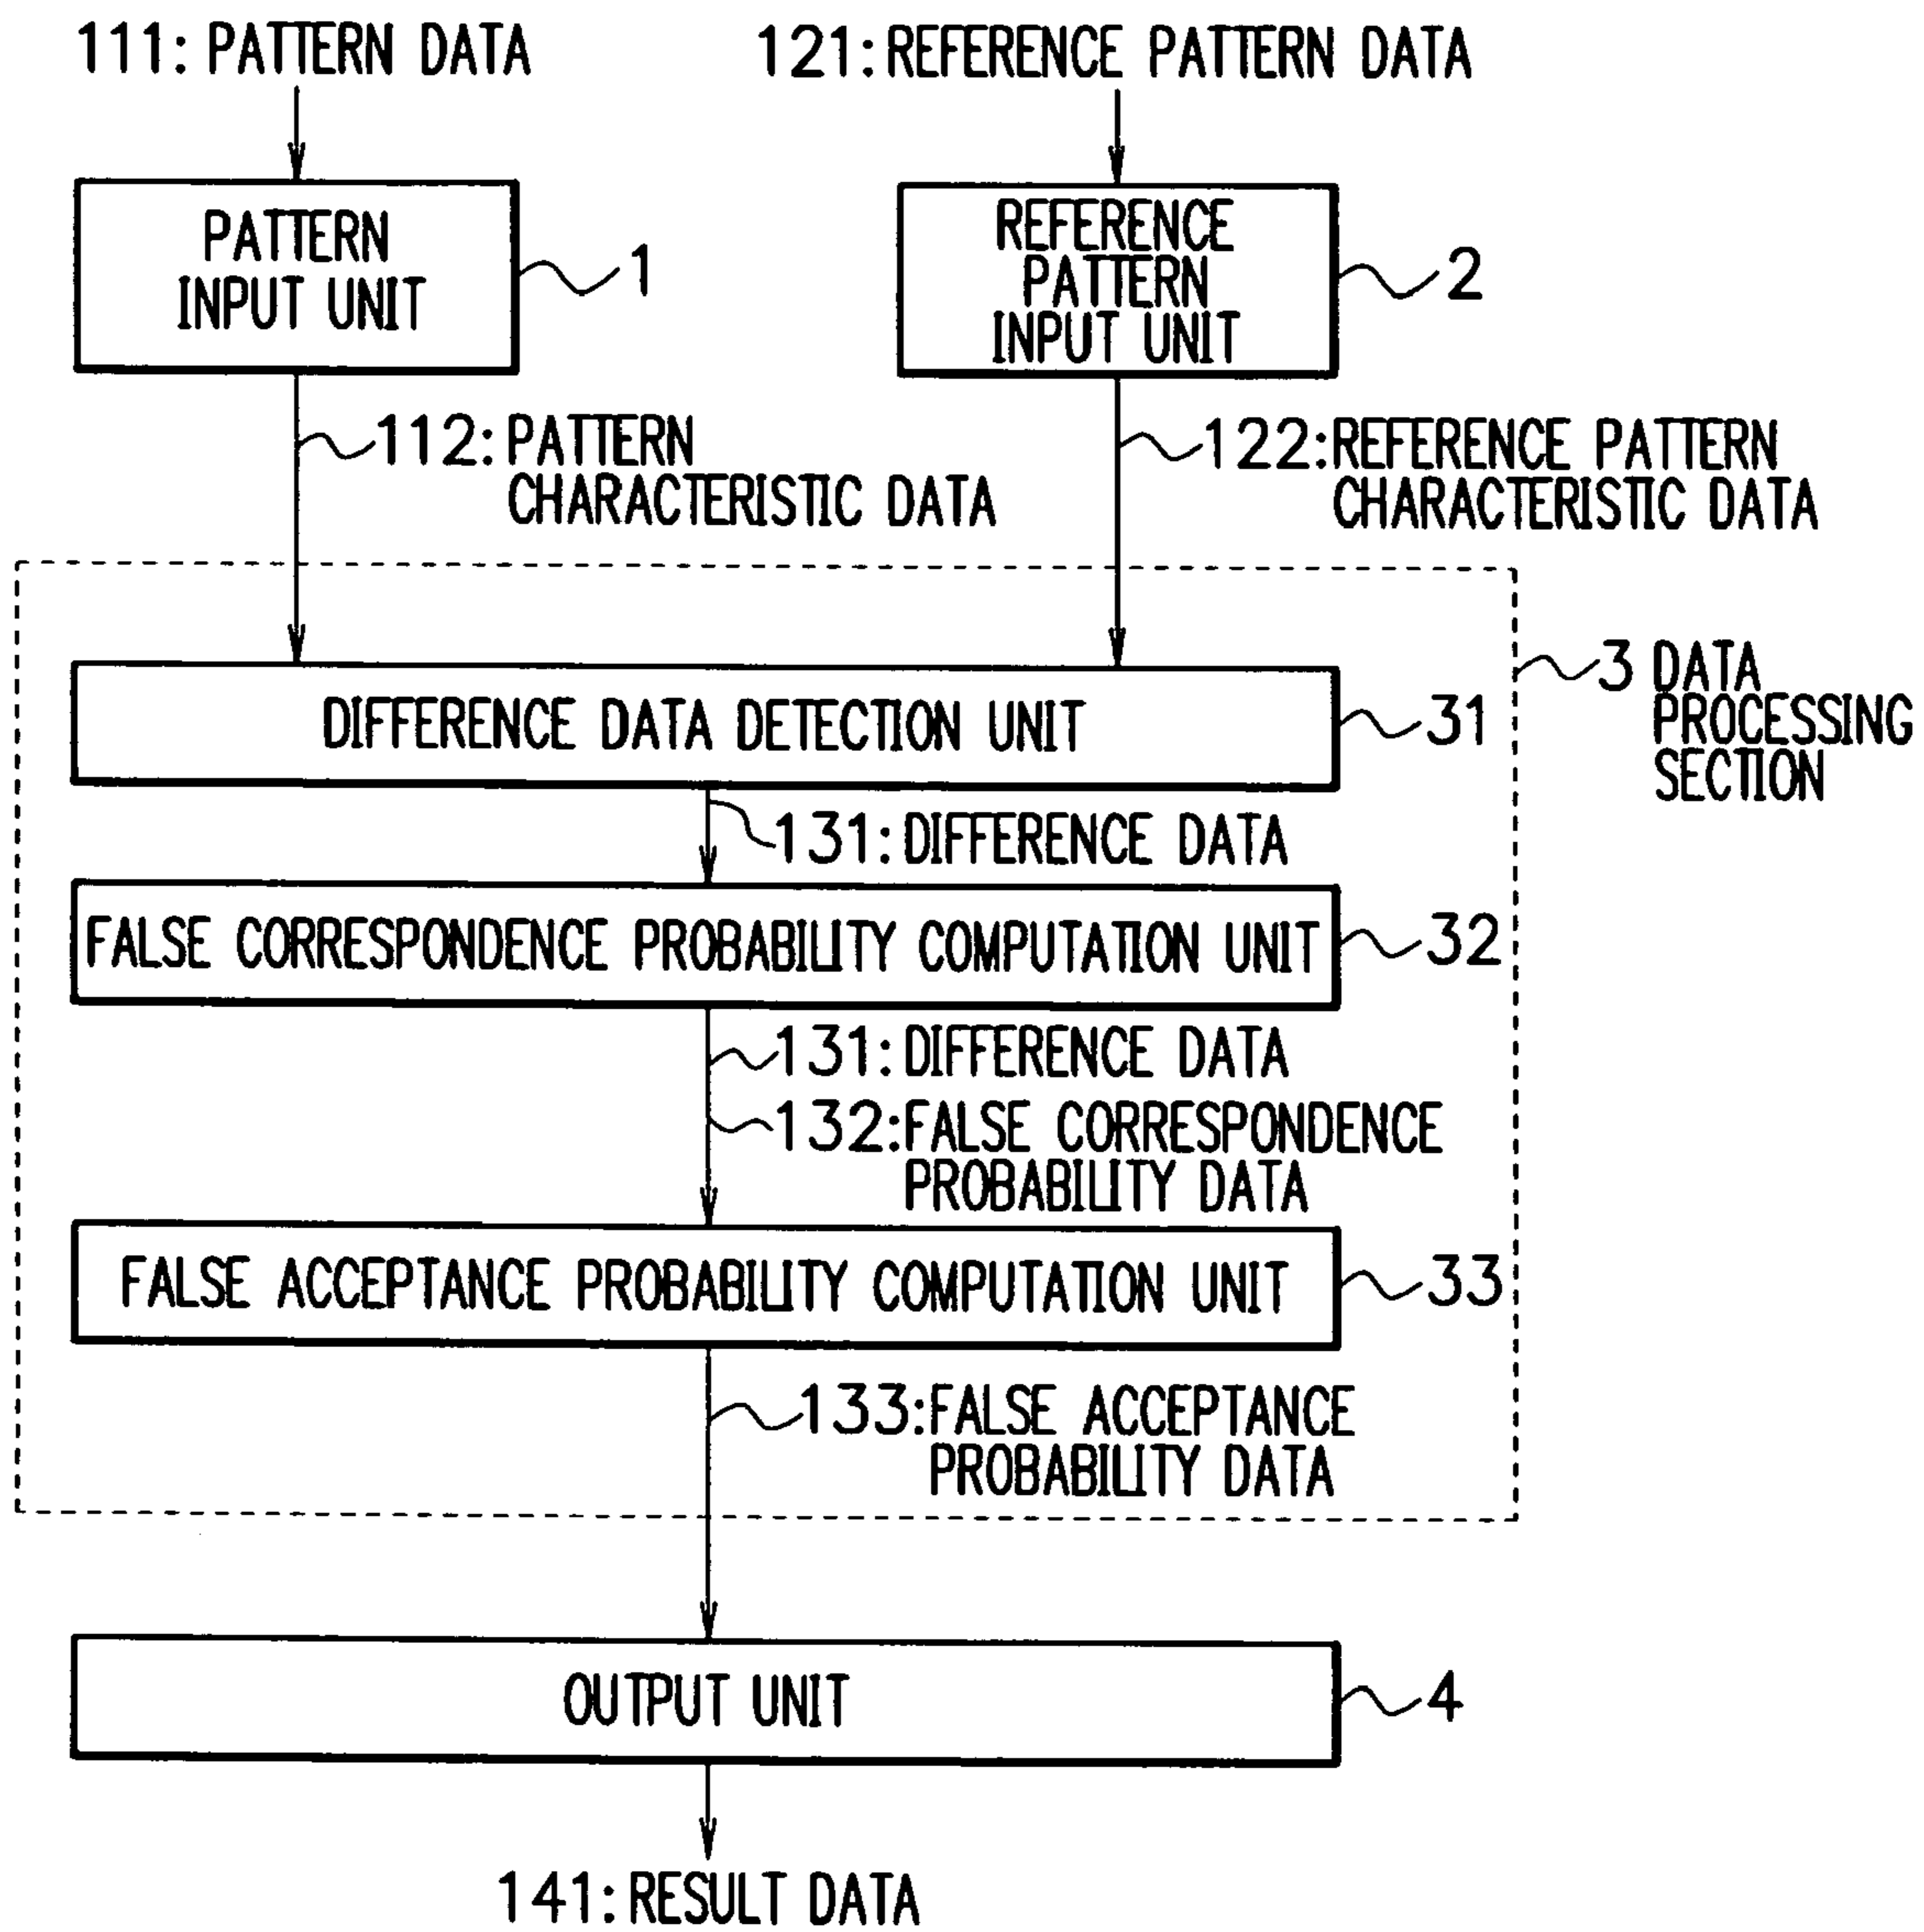 111: PATTERN DATA
121: REFERENCE PATTERN DATA
PATTERN
INPUT UNIT
1
REFERENCE
PATTERN
INPUT UNIT
2
112: PATTERN
CHARACTERISTIC DATA
122: REFERENCE PATTERN
CHARACTERISTIC DATA
3 DATA
PROCESSING
SECTION
DIFFERENCE DATA DETECTION UNIT
31
131: DIFFERENCE DATA
FALSE CORRESPONDENCE PROBABILITY COMPUTATION UNIT
32
131: DIFFERENCE DATA
132: FALSE CORRESPONDENCE
PROBABILITY DATA
FALSE ACCEPTANCE PROBABILITY COMPUTATION UNIT
33
133: FALSE ACCEPTANCE
PROBABILITY DATA
OUTPUT UNIT
4
141: RESULT DATA